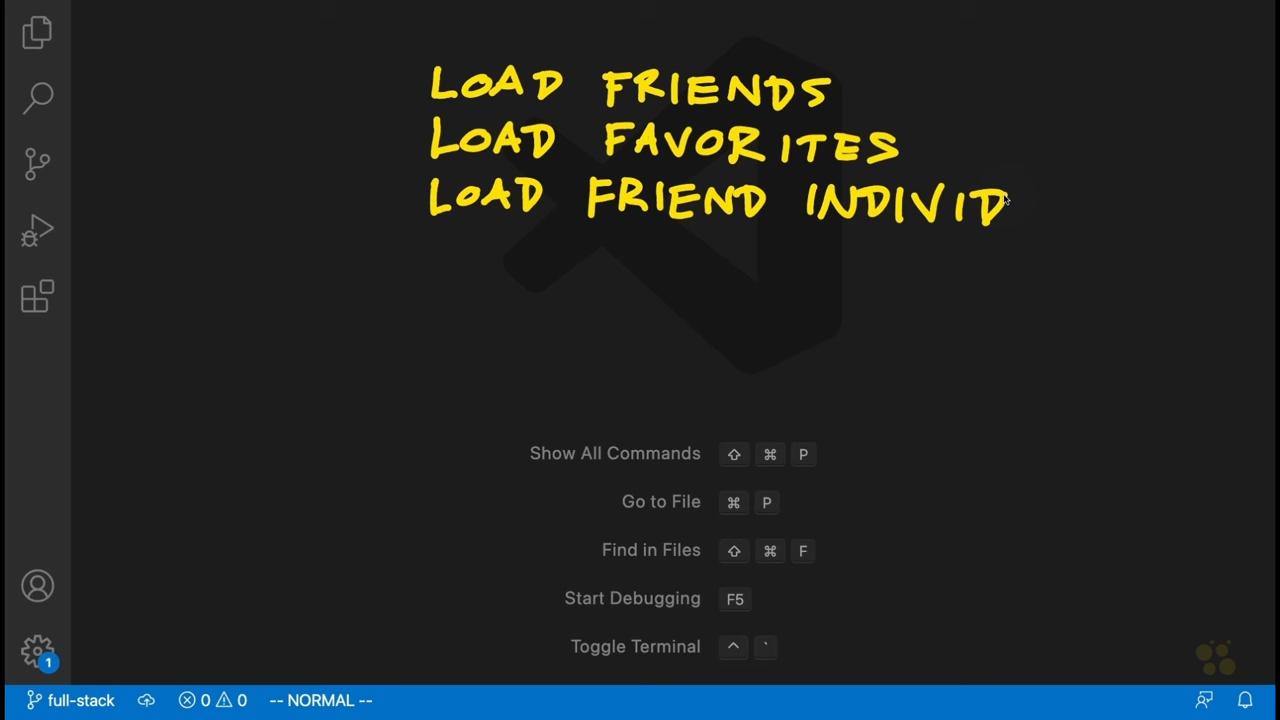 LOAD FRIENDS
LOAD FAVORITES
LOAD FRIEND INDIVID
Show All Commands ⇧ ⌘ P
Go to File ⌘ P
Find in Files ⇧ ⌘ F
Start Debugging F5
Toggle Terminal ^ `
1
full-stack 0 0 -- NORMAL --